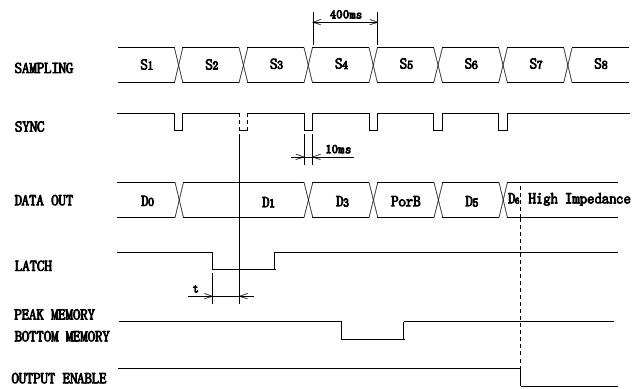 400ms
SAMPLING S1 S2 S3 S4 S5 S6 S7 S8
SYNC
10ms
DATA OUT D0 D1 D3 PorB D5 D6 High Impedance
LATCH
t
PEAK MEMORY
BOTTOM MEMORY
OUTPUT ENABLE